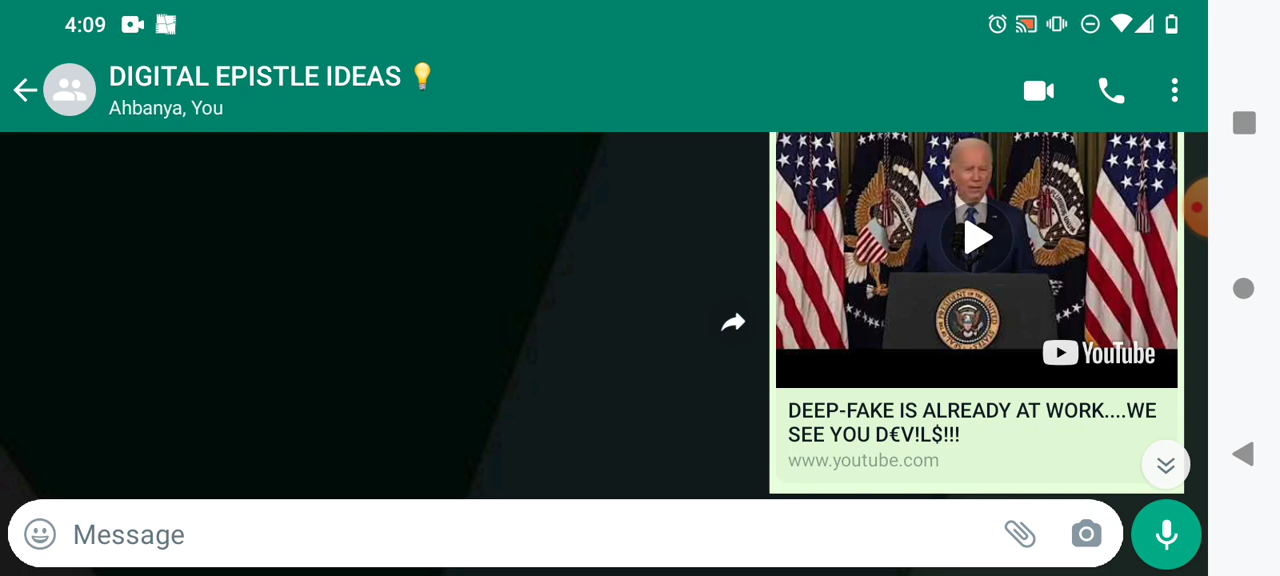 4:09
DIGITAL EPISTLE IDEAS 💡
Ahbanya, You
YouTube
DEEP-FAKE IS ALREADY AT WORK....WE
SEE YOU D€V!L$!!!
www.youtube.com
Message